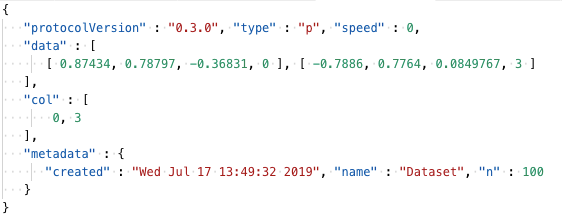 {
"protocolVersion" : "0.3.0", "type" : "p", "speed" : 0,
"data" : [
[ 0.87434, 0.78797, -0.36831, 0 ], [ -0.7886, 0.7764, 0.0849767, 3 ]
],
"col" : [
0, 3
],
"metadata" : {
"created" : "Wed Jul 17 13:49:32 2019", "name" : "Dataset", "n" : 100
}
}